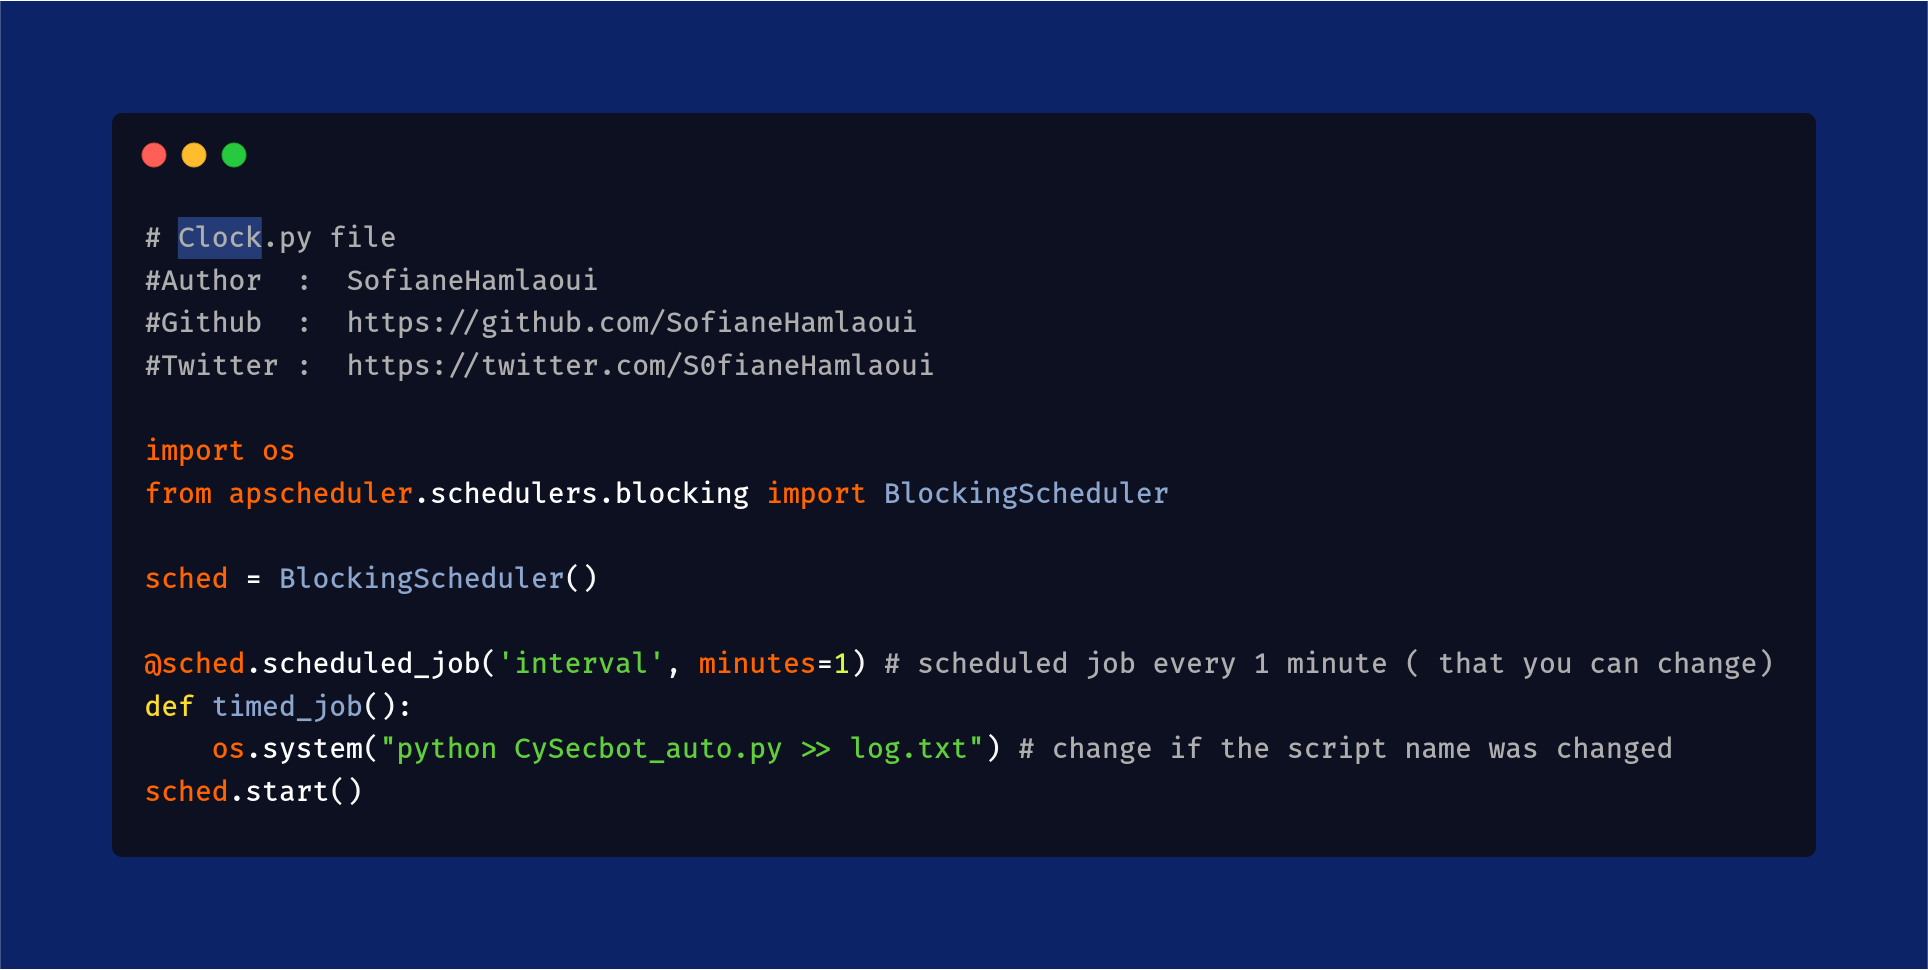 # Clock.py file
#Author  :  SofianeHamlaoui
#Github  :  https://github.com/SofianeHamlaoui
#Twitter :  https://twitter.com/S0fianeHamlaoui
import os
from apscheduler.schedulers.blocking import BlockingScheduler
sched = BlockingScheduler()
@sched.scheduled_job('interval', minutes=1) # scheduled job every 1 minute ( that you can change)
def timed_job():
    os.system("python CySecbot_auto.py >> log.txt") # change if the script name was changed
sched.start()